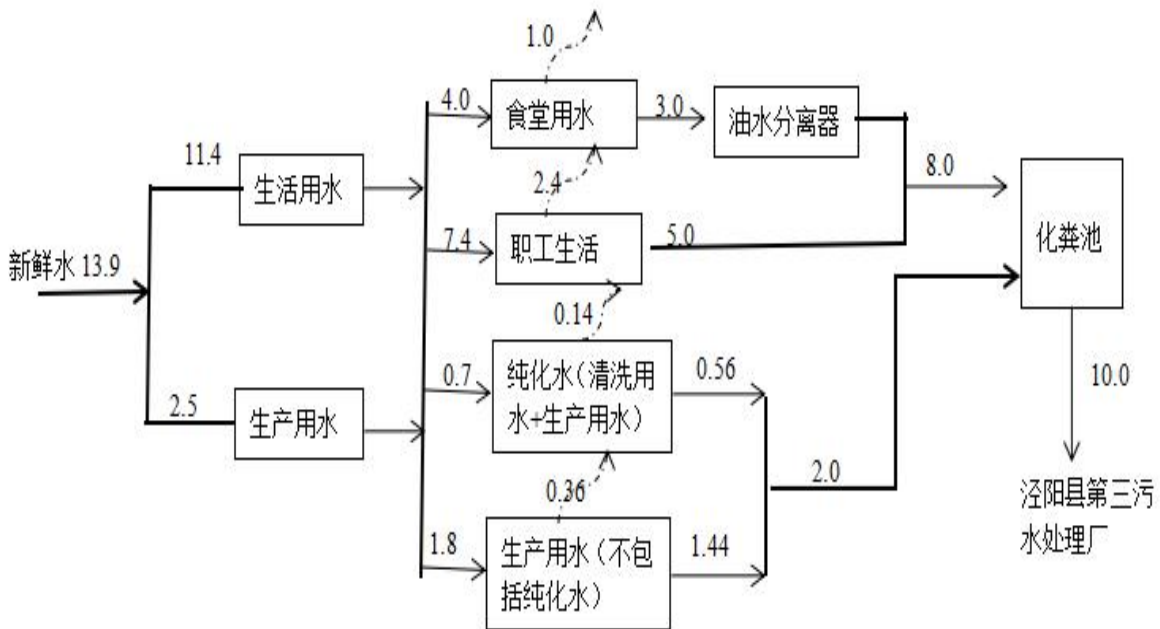 1.0
4.0
食堂用水
3.0
油水分离器
11.4
生活用水
2.4
8.0
7.4
职工生活
5.0
化粪池
新鲜水 13.9
0.14
0.7
纯化水（清洗用
水+生产用水）
0.56
10.0
2.5
生产用水
2.0
0.36
泾阳县第三污
水处理厂
1.8
生产用水（不包
括纯化水）
1.44